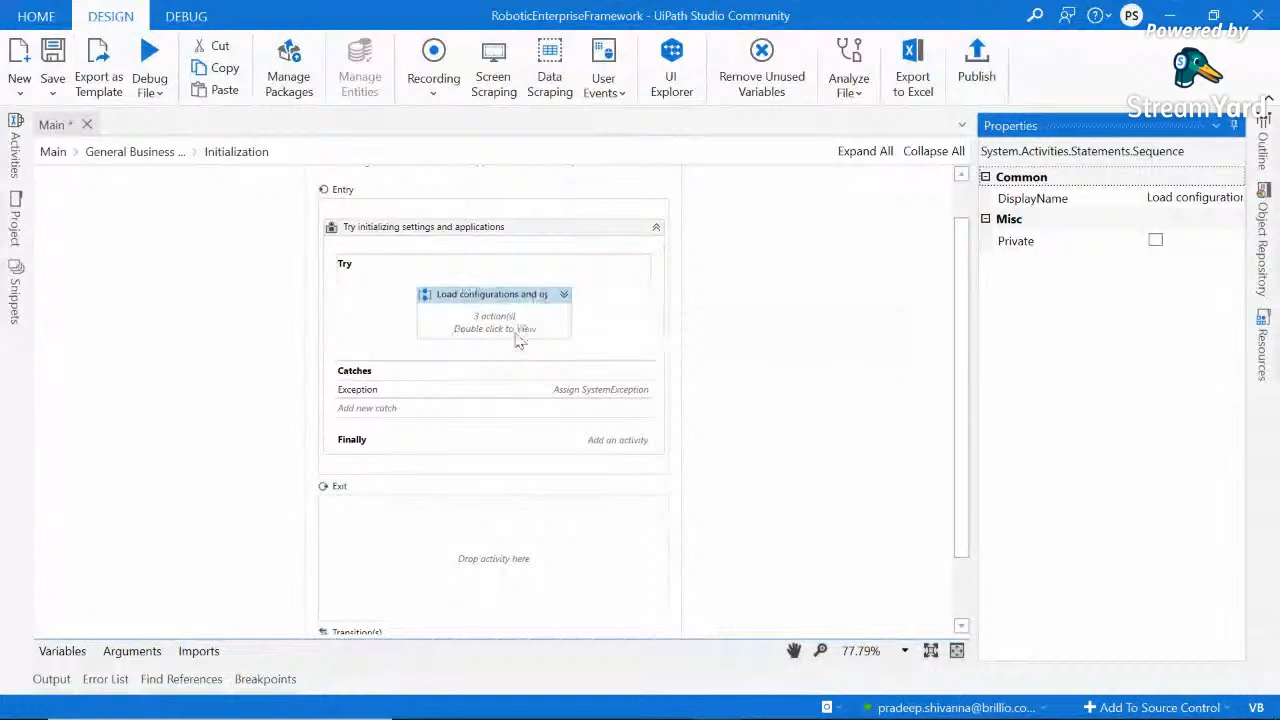 HOME DESIGN DEBUG
RoboticEnterpriseFramework - UiPath Studio Community
PS
Powered by
StreamYard
New
Save
Export as Template
Debug File
Cut
Copy
Paste
Manage Packages
Manage Entities
Recording
Screen Scraping
Data Scraping
User Events
UI Explorer
Remove Unused Variables
Analyze File
Export to Excel
Publish
Main *
Main > General Business ... > Initialization
Expand All Collapse All
Activities
Project
Snippets
Entry
Try initializing settings and applications
Try
Load configurations and
3 action(s)
Double click to View
Catches
Exception Assign SystemException
Add new catch
Finally Add an activity
Exit
Drop activity here
Transition(s)
Properties
System.Activities.Statements.Sequence
Common
DisplayName Load configuration
Misc
Private
Outline
Object Repository
Resources
Variables Arguments Imports
77.79%
Output Error List Find References Breakpoints
pradeep.shivanna@brillio.co...
Add To Source Control
VB